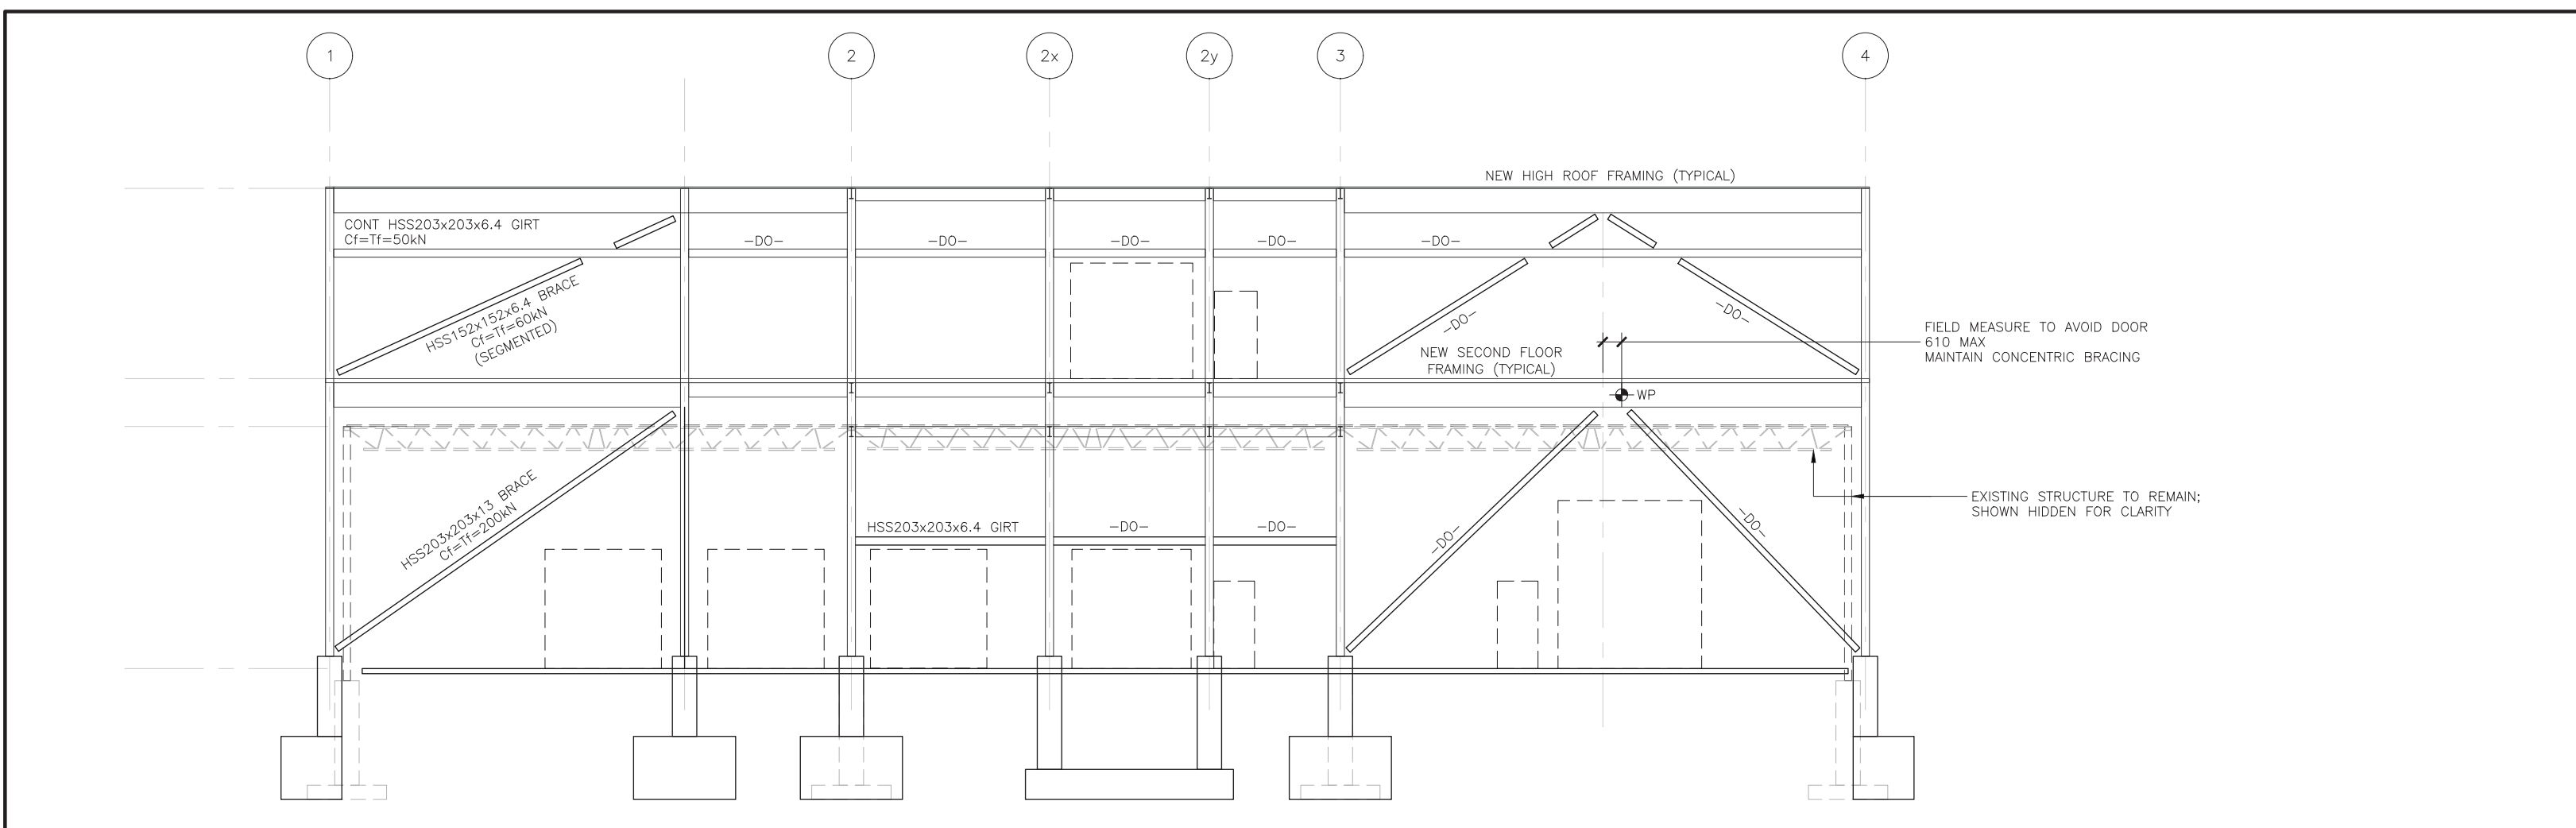 1
2
2x
2y
3
4
NEW HIGH ROOF FRAMING (TYPICAL)
CONT HSS203x203x6.4 GIRT
Cf=Tf=50kN
-DO-
-DO-
-DO-
-DO-
-DO-
HSS152x152x6.4 BRACE
Cf=Tf=60kN
(SEGMENTED)
-DO-
-DO-
NEW SECOND FLOOR
FRAMING (TYPICAL)
FIELD MEASURE TO AVOID DOOR
610 MAX
MAINTAIN CONCENTRIC BRACING
WP
HSS203x203x13 BRACE
Cf=Tf=200kN
HSS203x203x6.4 GIRT
-DO-
-DO-
-DO-
-DO-
EXISTING STRUCTURE TO REMAIN;
SHOWN HIDDEN FOR CLARITY